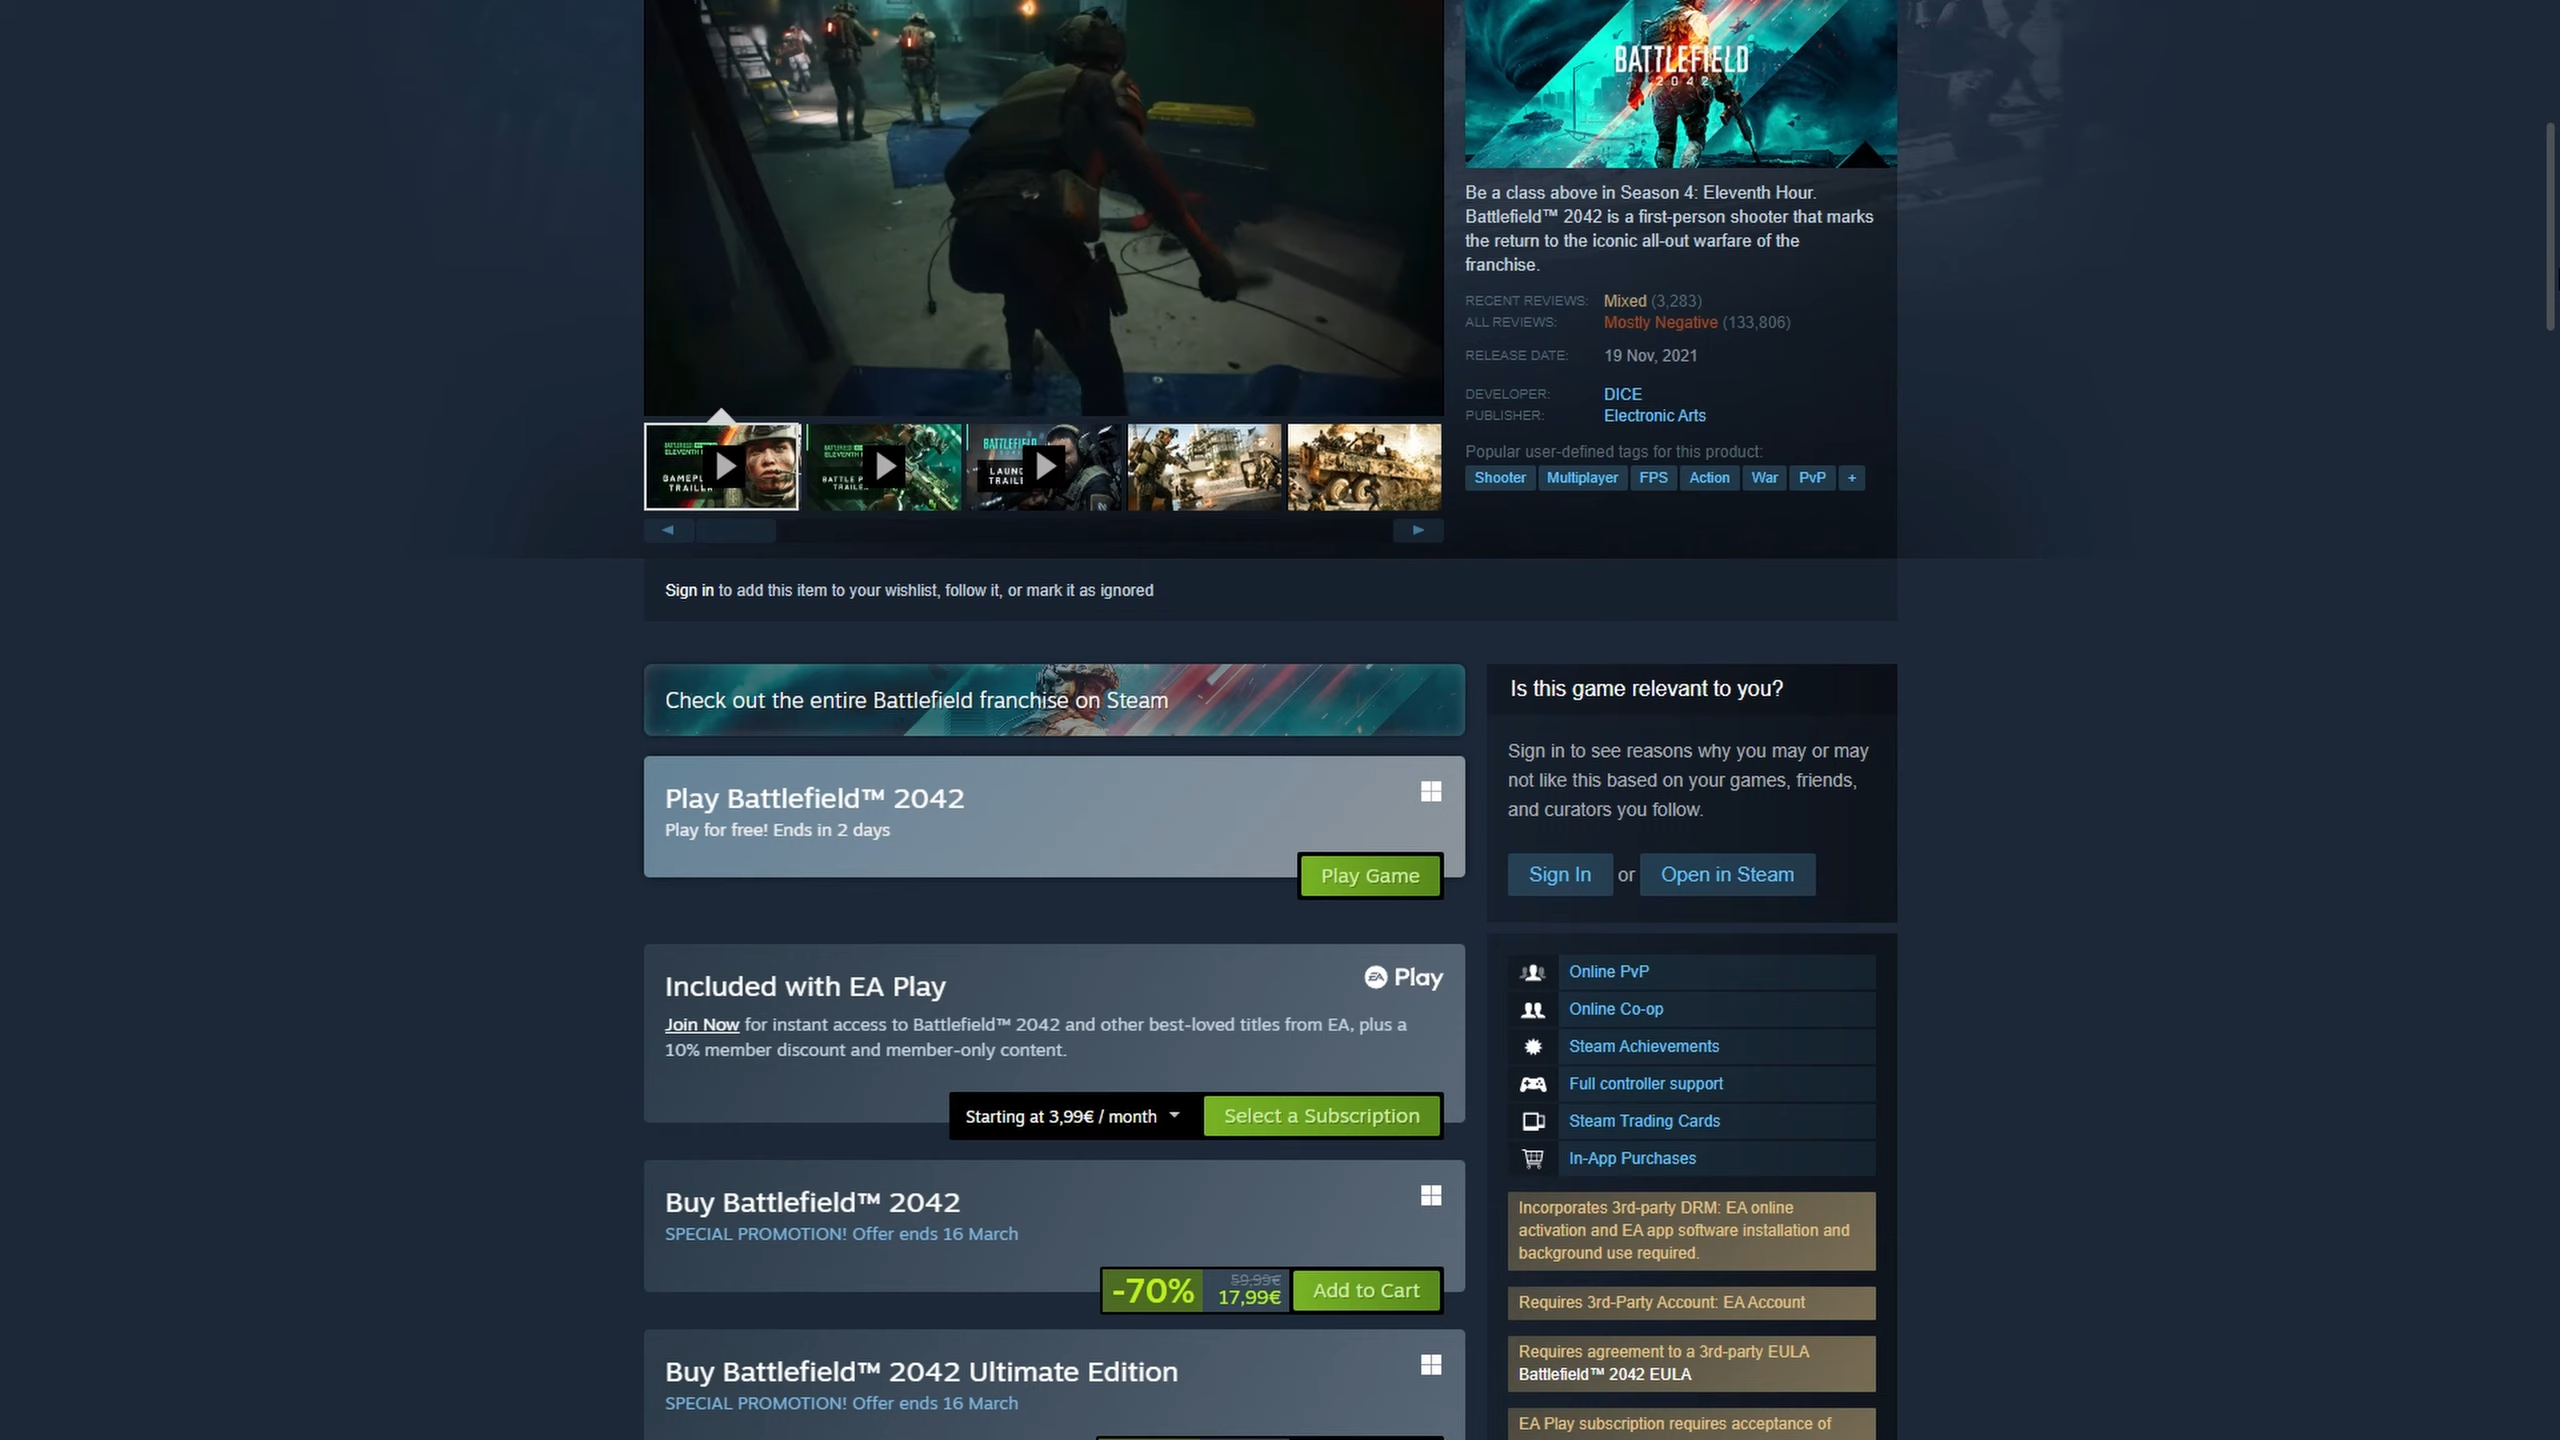 BATTLEFIELD
2042
Be a class above in Season 4: Eleventh Hour.
Battlefield™ 2042 is a first-person shooter that marks
the return to the iconic all-out warfare of the
franchise.
RECENT REVIEWS: Mixed (3,283)
ALL REVIEWS: Mostly Negative (133,806)
RELEASE DATE: 19 Nov, 2021
DEVELOPER: DICE
PUBLISHER: Electronic Arts
Popular user-defined tags for this product:
Shooter Multiplayer FPS Action War PvP +
Sign in to add this item to your wishlist, follow it, or mark it as ignored
Check out the entire Battlefield franchise on Steam
Play Battlefield™ 2042
Play for free! Ends in 2 days
Play Game
Included with EA Play
EA Play
Join Now for instant access to Battlefield™ 2042 and other best-loved titles from EA, plus a
10% member discount and member-only content.
Starting at 3,99€ / month Select a Subscription
Buy Battlefield™ 2042
SPECIAL PROMOTION! Offer ends 16 March
-70% 59,99€ 17,99€ Add to Cart
Buy Battlefield™ 2042 Ultimate Edition
SPECIAL PROMOTION! Offer ends 16 March
Is this game relevant to you?
Sign in to see reasons why you may or may
not like this based on your games, friends,
and curators you follow.
Sign In or Open in Steam
Online PvP
Online Co-op
Steam Achievements
Full controller support
Steam Trading Cards
In-App Purchases
Incorporates 3rd-party DRM: EA online
activation and EA app software installation and
background use required.
Requires 3rd-Party Account: EA Account
Requires agreement to a 3rd-party EULA
Battlefield™ 2042 EULA
EA Play subscription requires acceptance of